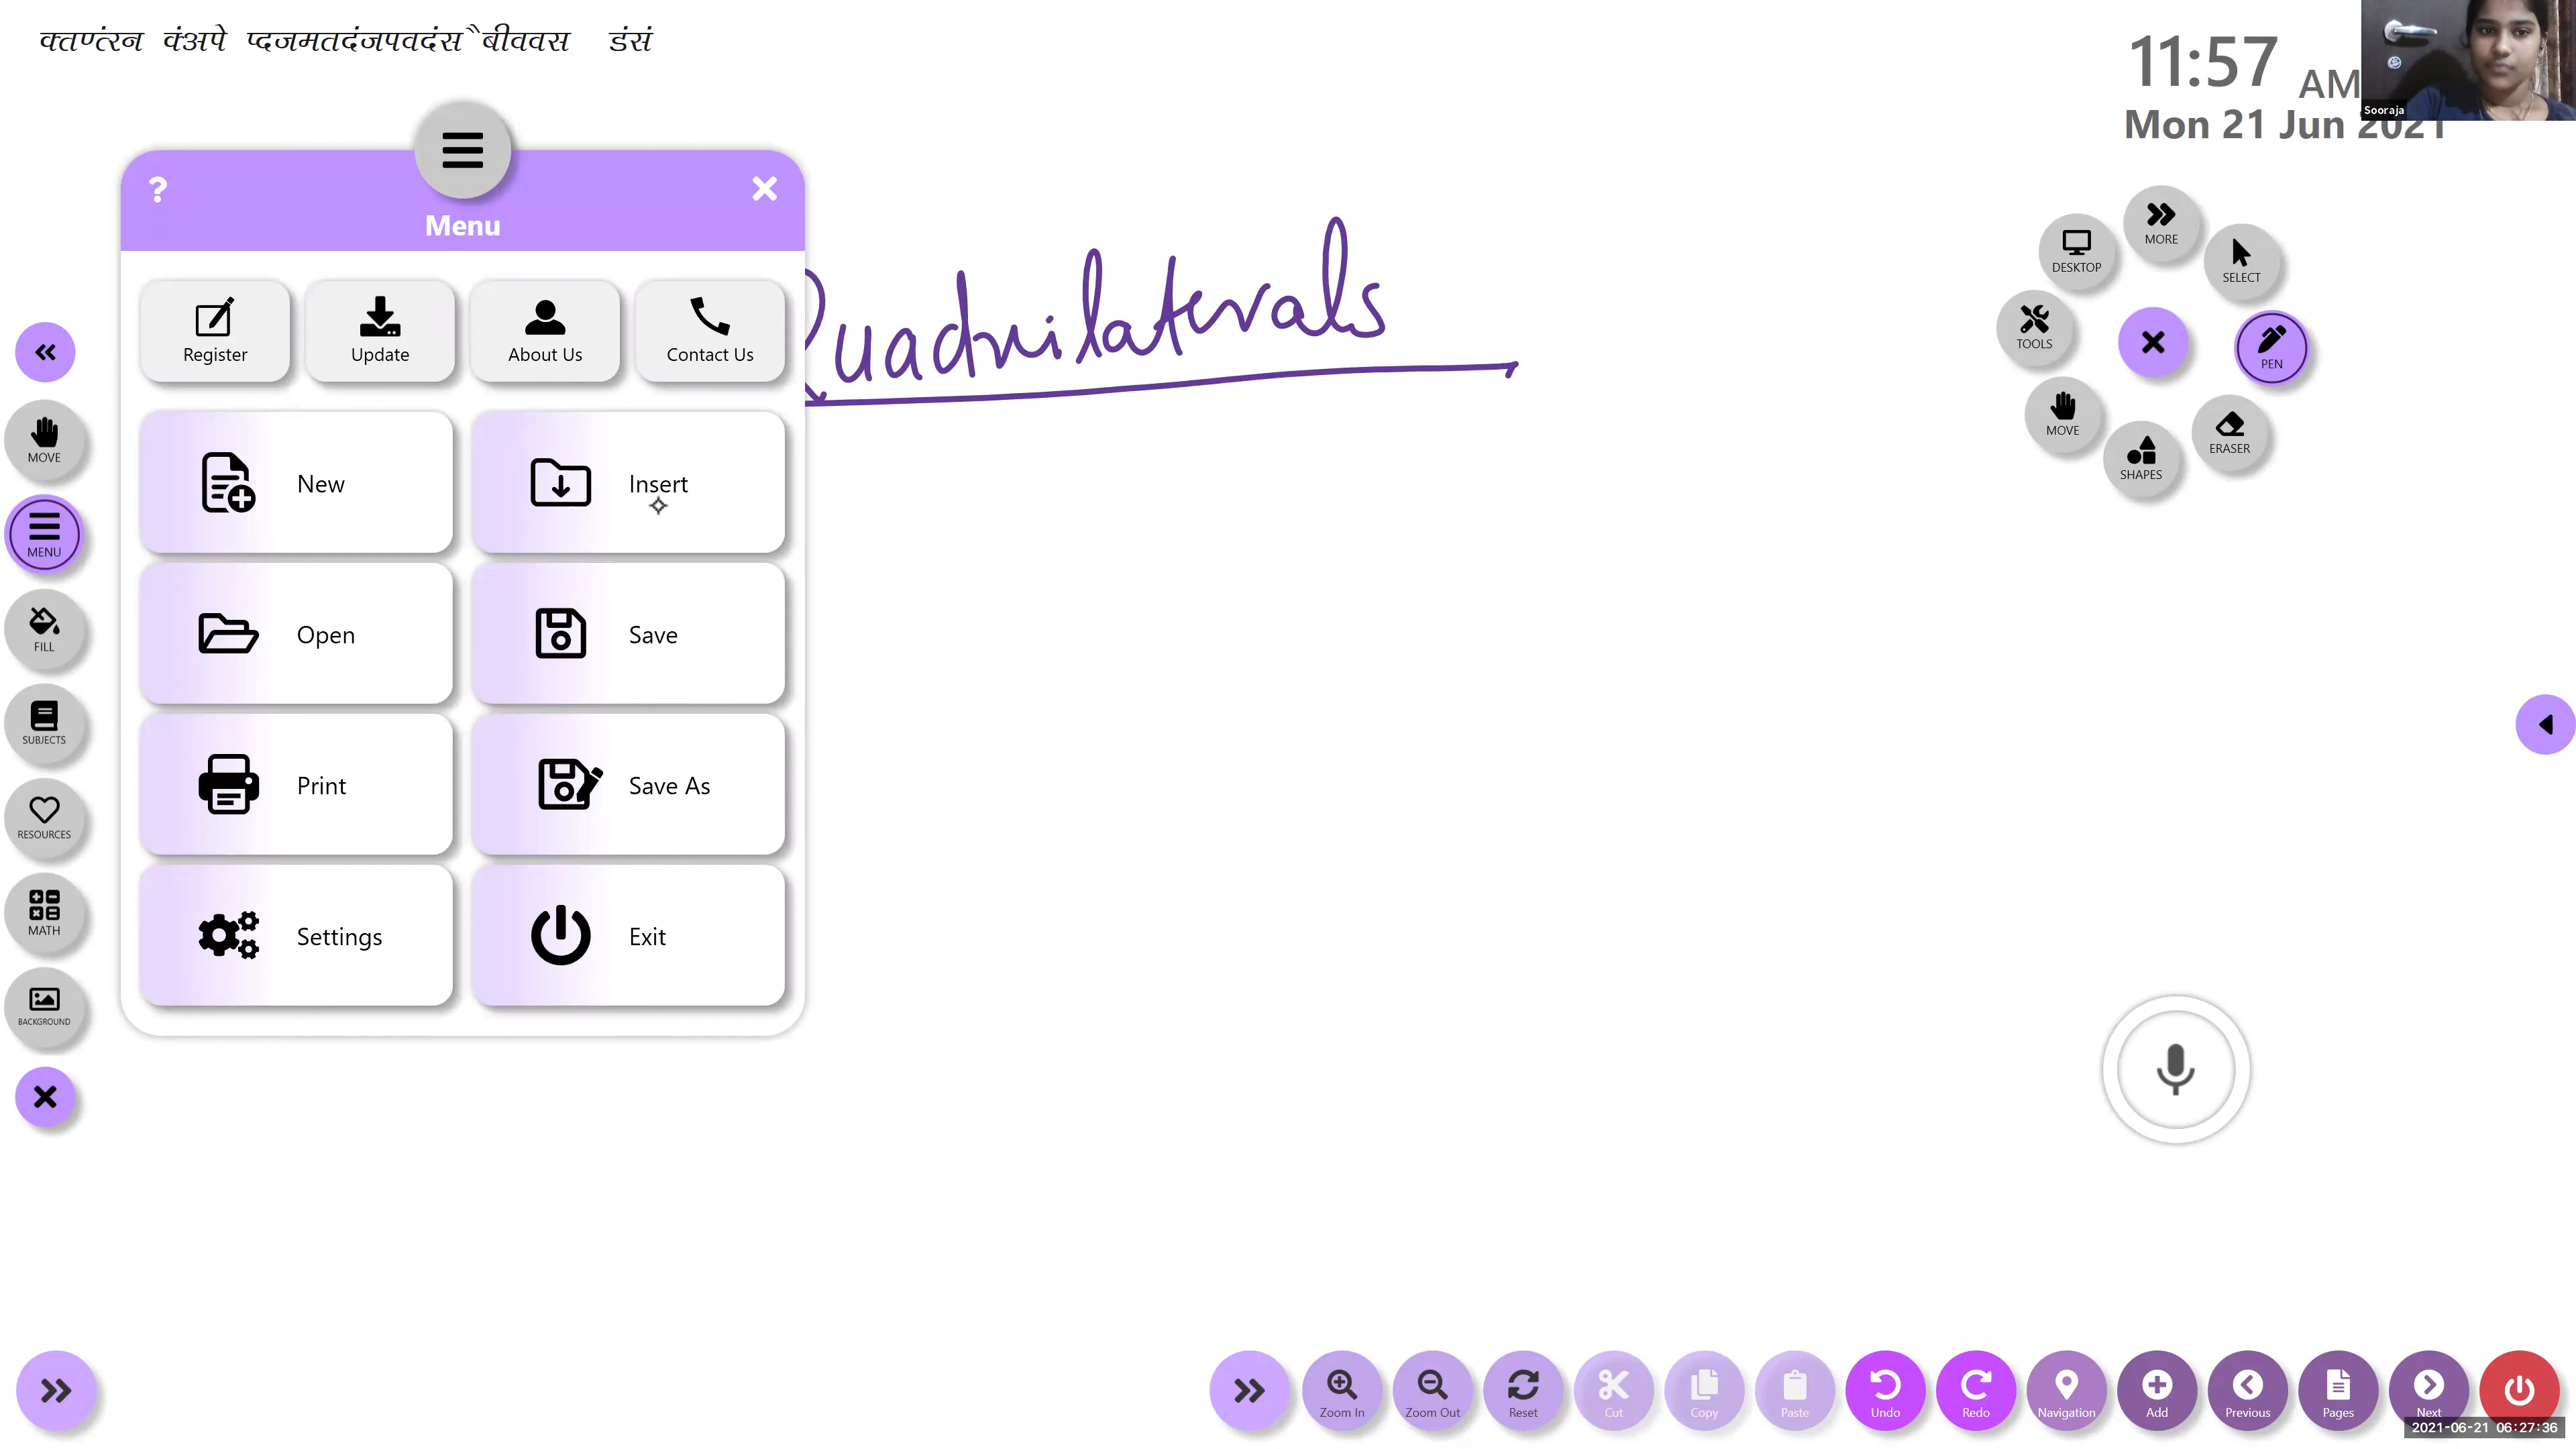 क्तण्तंरन कंअपे प्दजमतदंजपवदंस ैबीववस डंसं
11:57 AM
Sooraja
Mon 21 Jun 2021
Menu
Register Update About Us Contact Us
Quadrilaterals
New Insert
Open Save
Print Save As
Settings Exit
MOVE
MENU
FILL
SUBJECTS
RESOURCES
MATH
BACKGROUND
MORE
DESKTOP
SELECT
TOOLS
PEN
MOVE
ERASER
SHAPES
Zoom In Zoom Out Reset Cut Copy Paste Undo Redo Navigation Add Previous Pages Next
2021-06-21 06:27:36